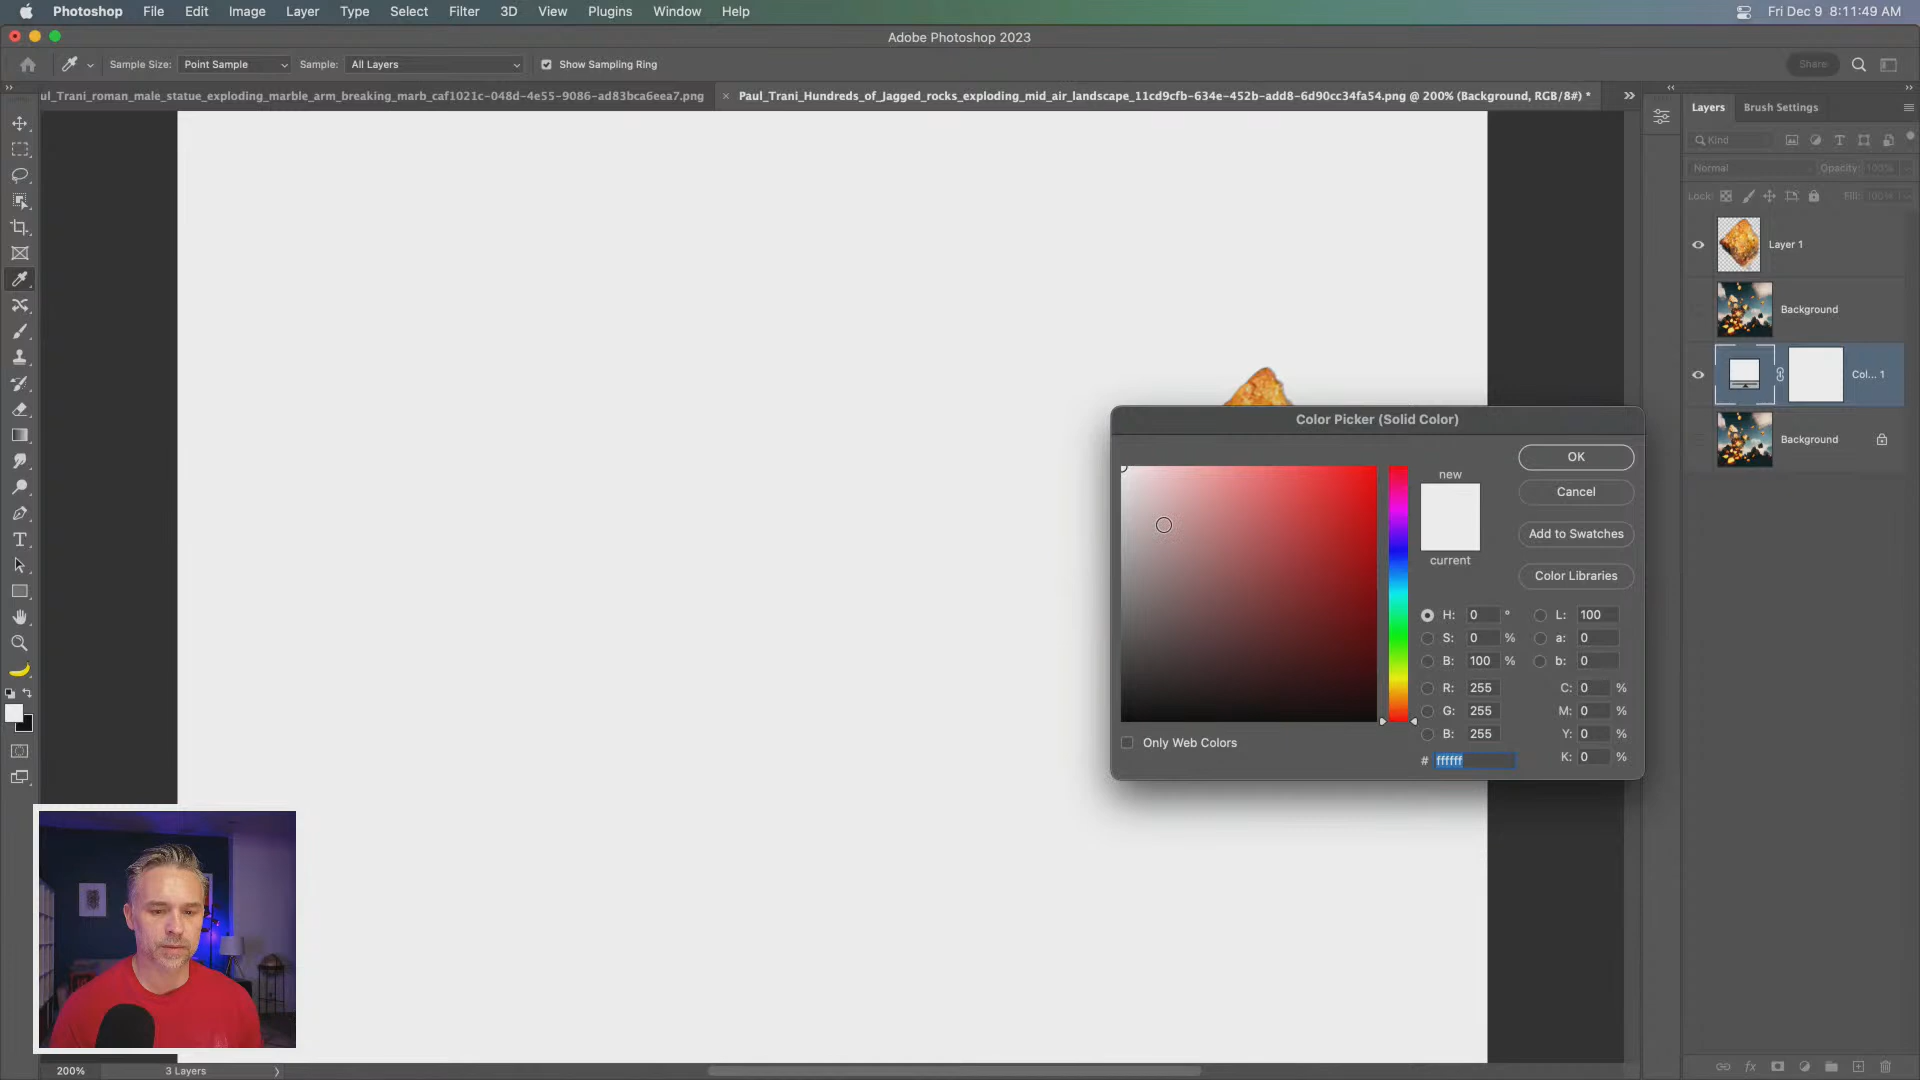 Photoshop File Edit Image Layer Type Select Filter 3D View Plugins Window Help Fri Dec 9 8:11:49 AM
Adobe Photoshop 2023
Sample Size: Point Sample Sample: All Layers Show Sampling Ring Share
ul_Trani_roman_male_statue_exploding_marble_arm_breaking_marb_caf1021c-048d-4e55-9086-ad83bca6eea7.png × Paul_Trani_Hundreds_of_Jagged_rocks_exploding_mid_air_landscape_11cd9cfb-634e-452b-add8-6d90cc34fa54.png @ 200% (Background, RGB/8#) *
Layers Brush Settings
Kind
Normal Opacity: 100%
Lock: Fill: 100%
Layer 1
Background
Col... 1
Background
Color Picker (Solid Color)
new
current
OK
Cancel
Add to Swatches
Color Libraries
H: 0 ° L: 100
S: 0 % a: 0
B: 100 % b: 0
R: 255 C: 0 %
G: 255 M: 0 %
B: 255 Y: 0 %
# ffffff K: 0 %
Only Web Colors
200% 3 Layers